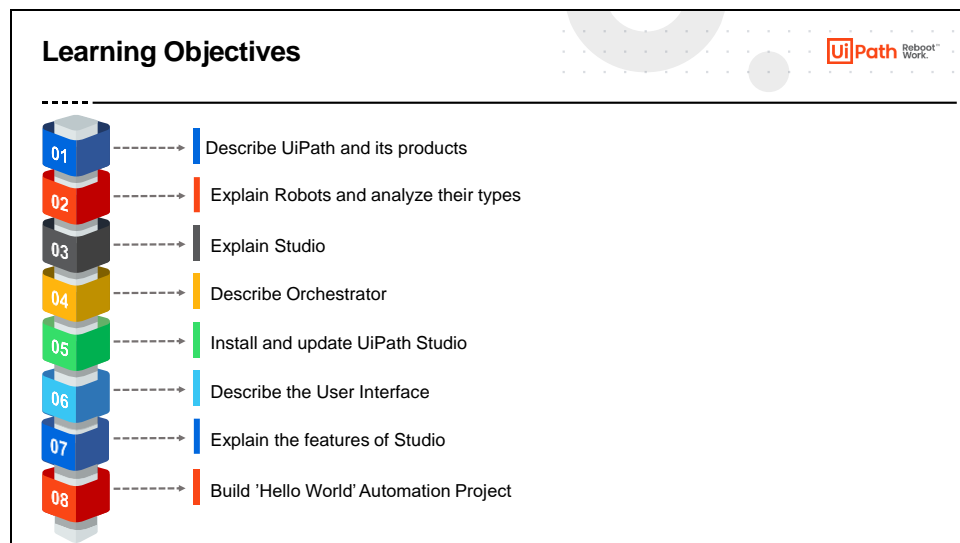 Learning Objectives
UiPath Reboot™ Work.
01 Describe UiPath and its products
02 Explain Robots and analyze their types
03 Explain Studio
04 Describe Orchestrator
05 Install and update UiPath Studio
06 Describe the User Interface
07 Explain the features of Studio
08 Build ’Hello World’ Automation Project